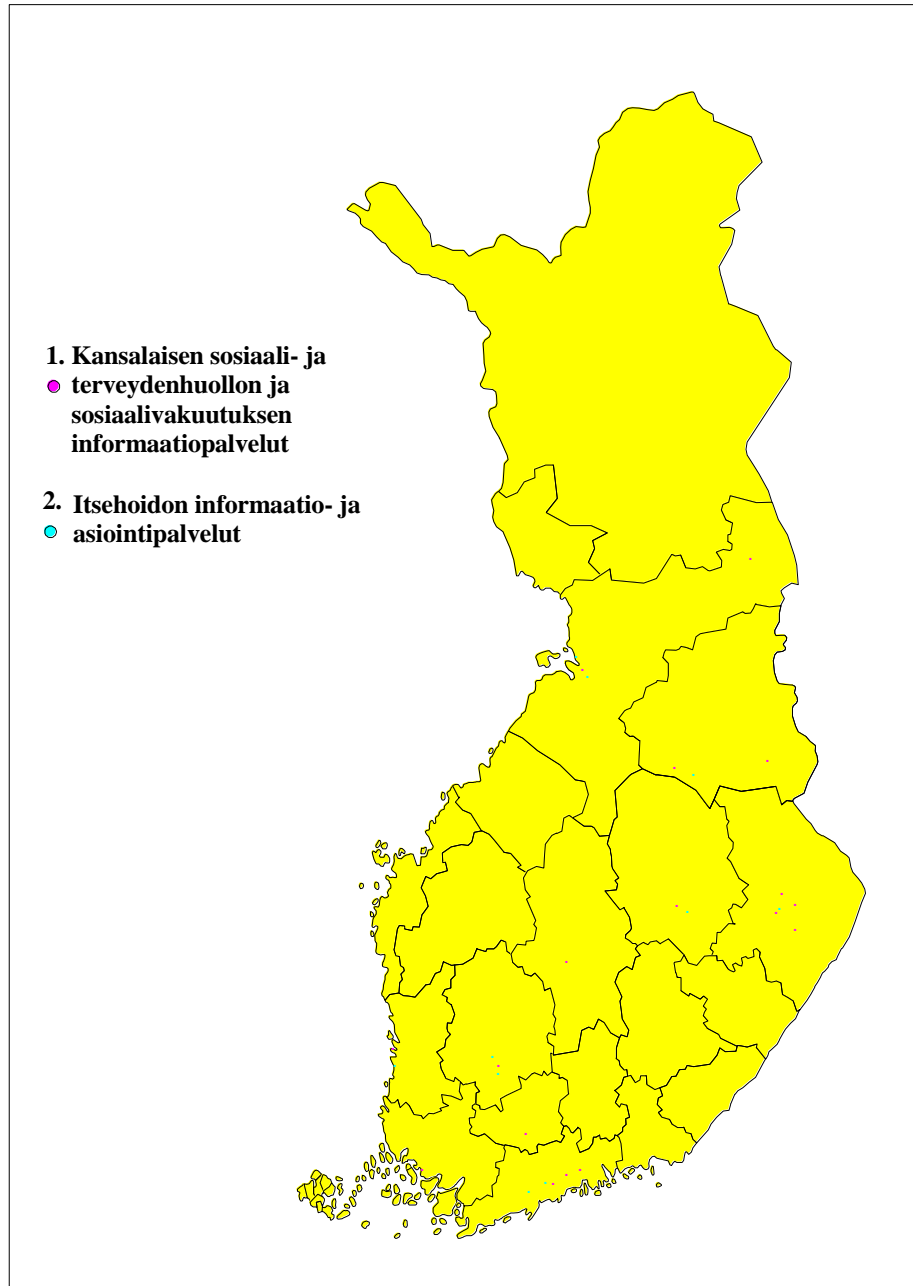 1. Kansalaisen sosiaali- ja
terveydenhuollon ja
sosiaalivakuutuksen
informaatiopalvelut
2. Itsehoidon informaatio- ja
asiointipalvelut